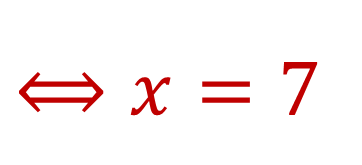 ⟺ x = 7